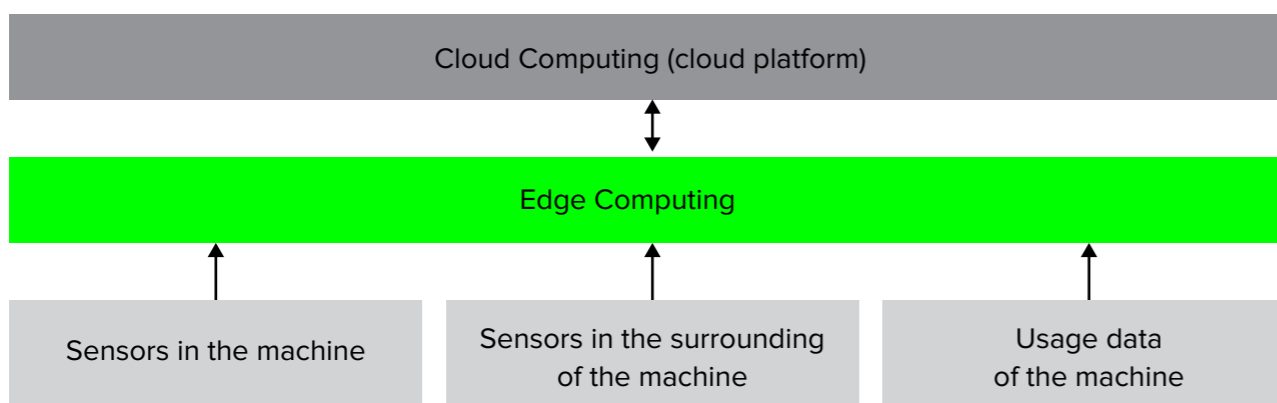 Cloud Computing (cloud platform)
Edge Computing
Sensors in the machine
Sensors in the surrounding
of the machine
Usage data
of the machine